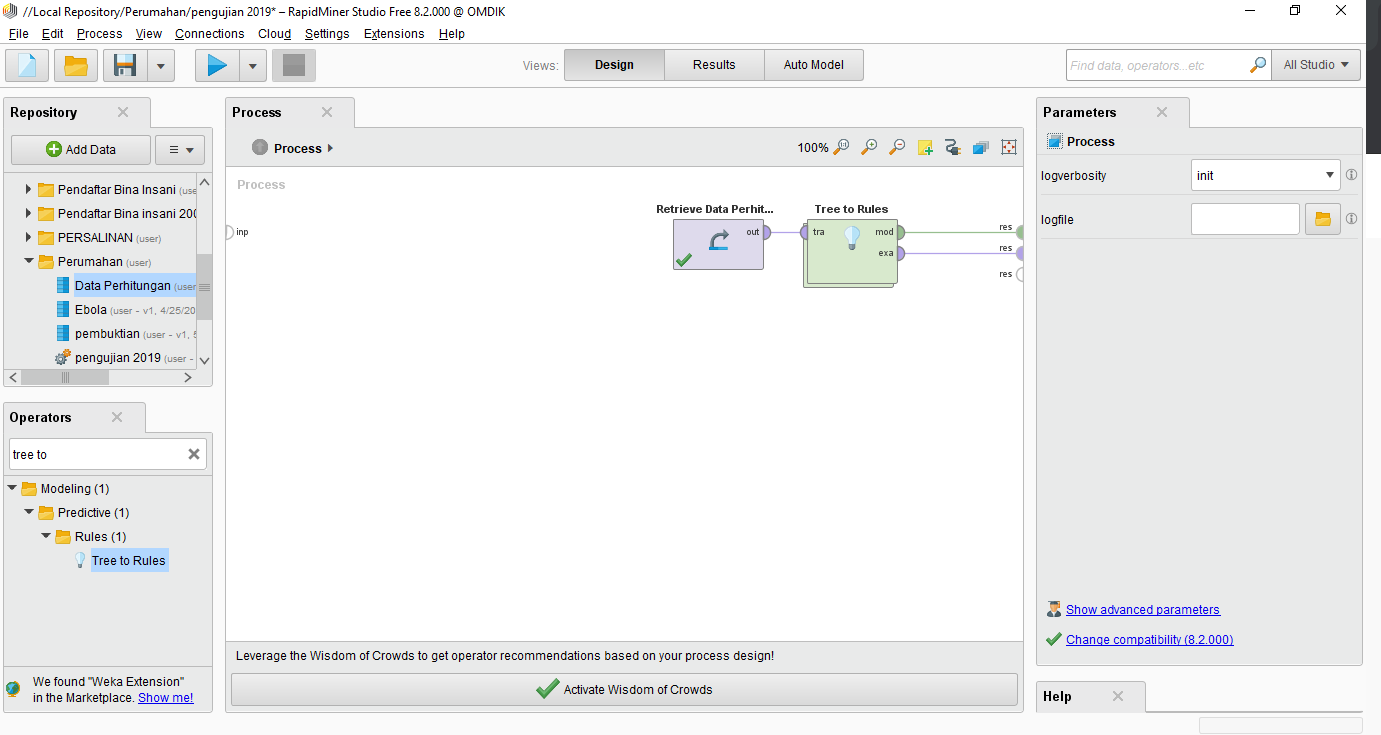 //Local Repository/Perumahan/pengujian 2019* – RapidMiner Studio Free 8.2.000 @ OMDIK
File Edit Process View Connections Cloud Settings Extensions Help
Views: Design Results Auto Model
Find data, operators...etc All Studio
Repository
Add Data
Pendaftar Bina Insani (use
Pendaftar Bina insani 200
PERSALINAN (user)
Perumahan (user)
Data Perhitungan (user
Ebola (user - v1, 4/25/20
pembuktian (user - v1, 5
pengujian 2019 (user -
Operators
tree to
Modeling (1)
Predictive (1)
Rules (1)
Tree to Rules
We found "Weka Extension"
in the Marketplace. Show me!
Process
Process
100%
Process
inp
Retrieve Data Perhit...
out
Tree to Rules
tra mod
exa
res
res
res
Leverage the Wisdom of Crowds to get operator recommendations based on your process design!
Activate Wisdom of Crowds
Parameters
Process
logverbosity init
logfile
Show advanced parameters
Change compatibility (8.2.000)
Help